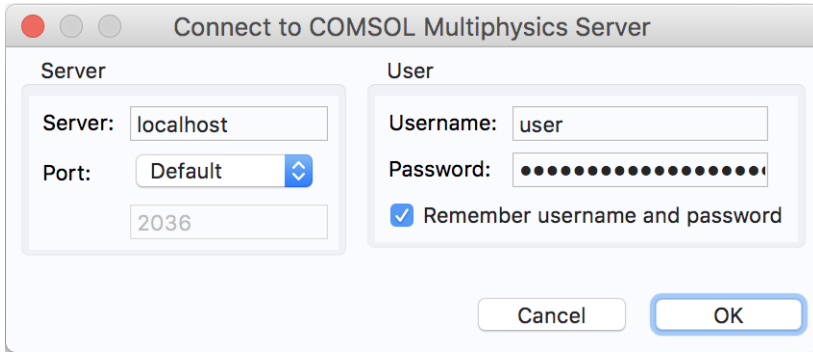 Connect to COMSOL Multiphysics Server
Server
Server: localhost
Port: Default
2036
User
Username: user
Password: ●●●●●●●●●●●●●●●●●●●
Remember username and password
Cancel
OK